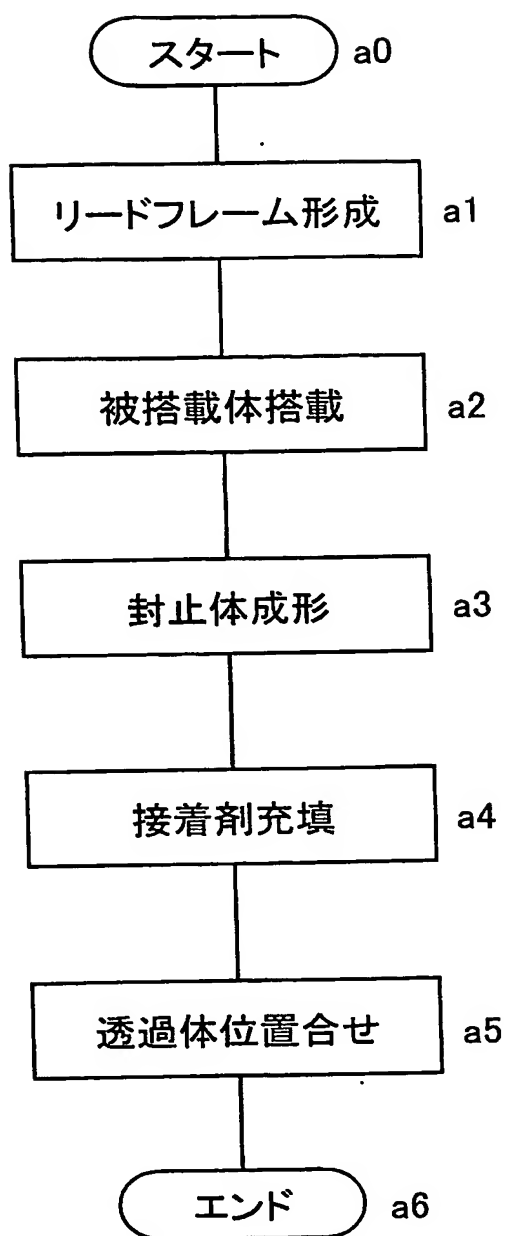 スタート a0
リードフレーム形成 a1
被搭載体搭載 a2
封止体成形 a3
接着剤充填 a4
透過体位置合せ a5
エンド a6